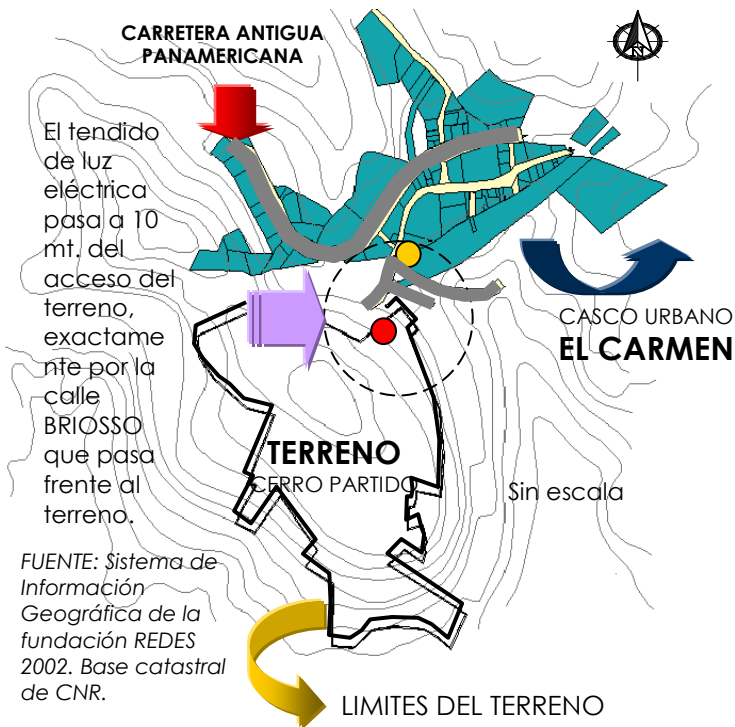 CARRETERA ANTIGUA
PANAMERICANA
N
El tendido
de luz
eléctrica
pasa a 10
mt. del
acceso del
terreno,
exactame
nte por la
calle
BRIOSSO
que pasa
frente al
terreno.
CASCO URBANO
EL CARMEN
TERRENO
CERRO PARTIDO
Sin escala
FUENTE: Sistema de
Información
Geográfica de la
fundación REDES
2002. Base catastral
de CNR.
LIMITES DEL TERRENO